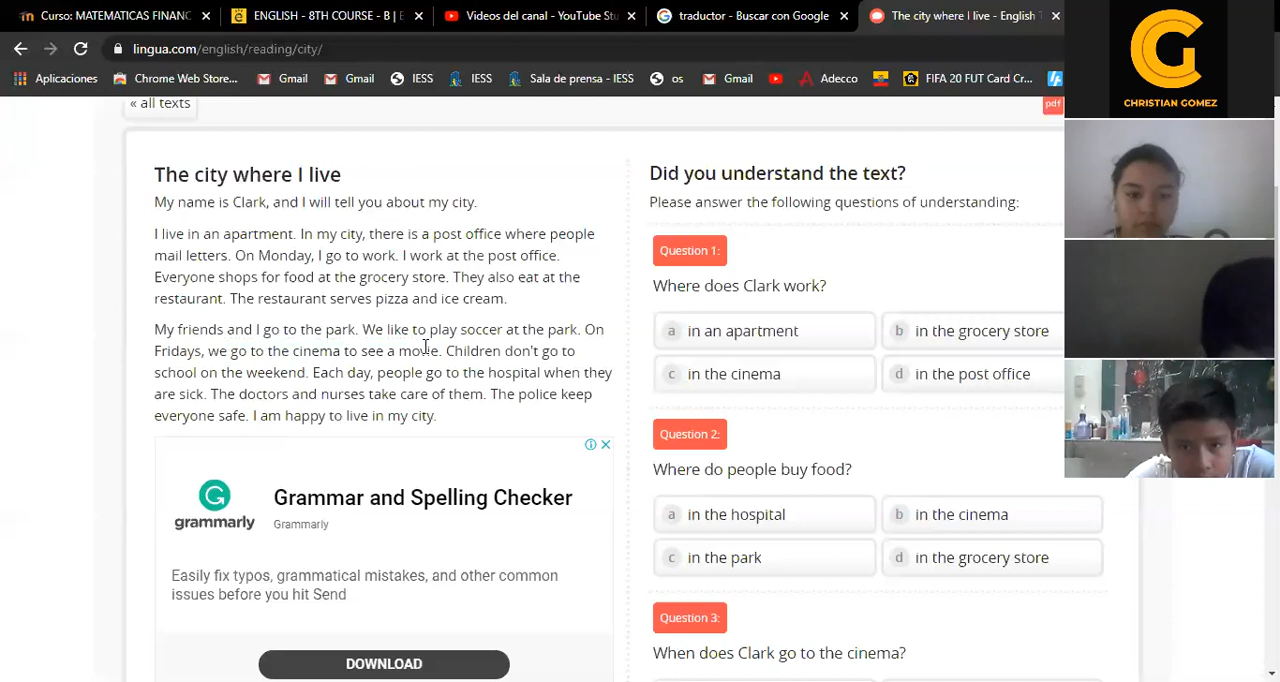 Curso: MATEMATICAS FINANC
ENGLISH - 8TH COURSE - B | E
Videos del canal - YouTube Stu
traductor - Buscar con Google
The city where I live - English T
lingua.com/english/reading/city/
Aplicaciones
Chrome Web Store...
Gmail
Gmail
IESS
IESS
Sala de prensa - IESS
os
Gmail
Adecco
FIFA 20 FUT Card Cr...
CHRISTIAN GOMEZ
« all texts
pdf
The city where I live
My name is Clark, and I will tell you about my city.
I live in an apartment. In my city, there is a post office where people
mail letters. On Monday, I go to work. I work at the post office.
Everyone shops for food at the grocery store. They also eat at the
restaurant. The restaurant serves pizza and ice cream.
My friends and I go to the park. We like to play soccer at the park. On
Fridays, we go to the cinema to see a movie. Children don't go to
school on the weekend. Each day, people go to the hospital when they
are sick. The doctors and nurses take care of them. The police keep
everyone safe. I am happy to live in my city.
grammarly
Grammar and Spelling Checker
Grammarly
Easily fix typos, grammatical mistakes, and other common
issues before you hit Send
DOWNLOAD
Did you understand the text?
Please answer the following questions of understanding:
Question 1:
Where does Clark work?
a in an apartment
b in the grocery store
c in the cinema
d in the post office
Question 2:
Where do people buy food?
a in the hospital
b in the cinema
c in the park
d in the grocery store
Question 3:
When does Clark go to the cinema?